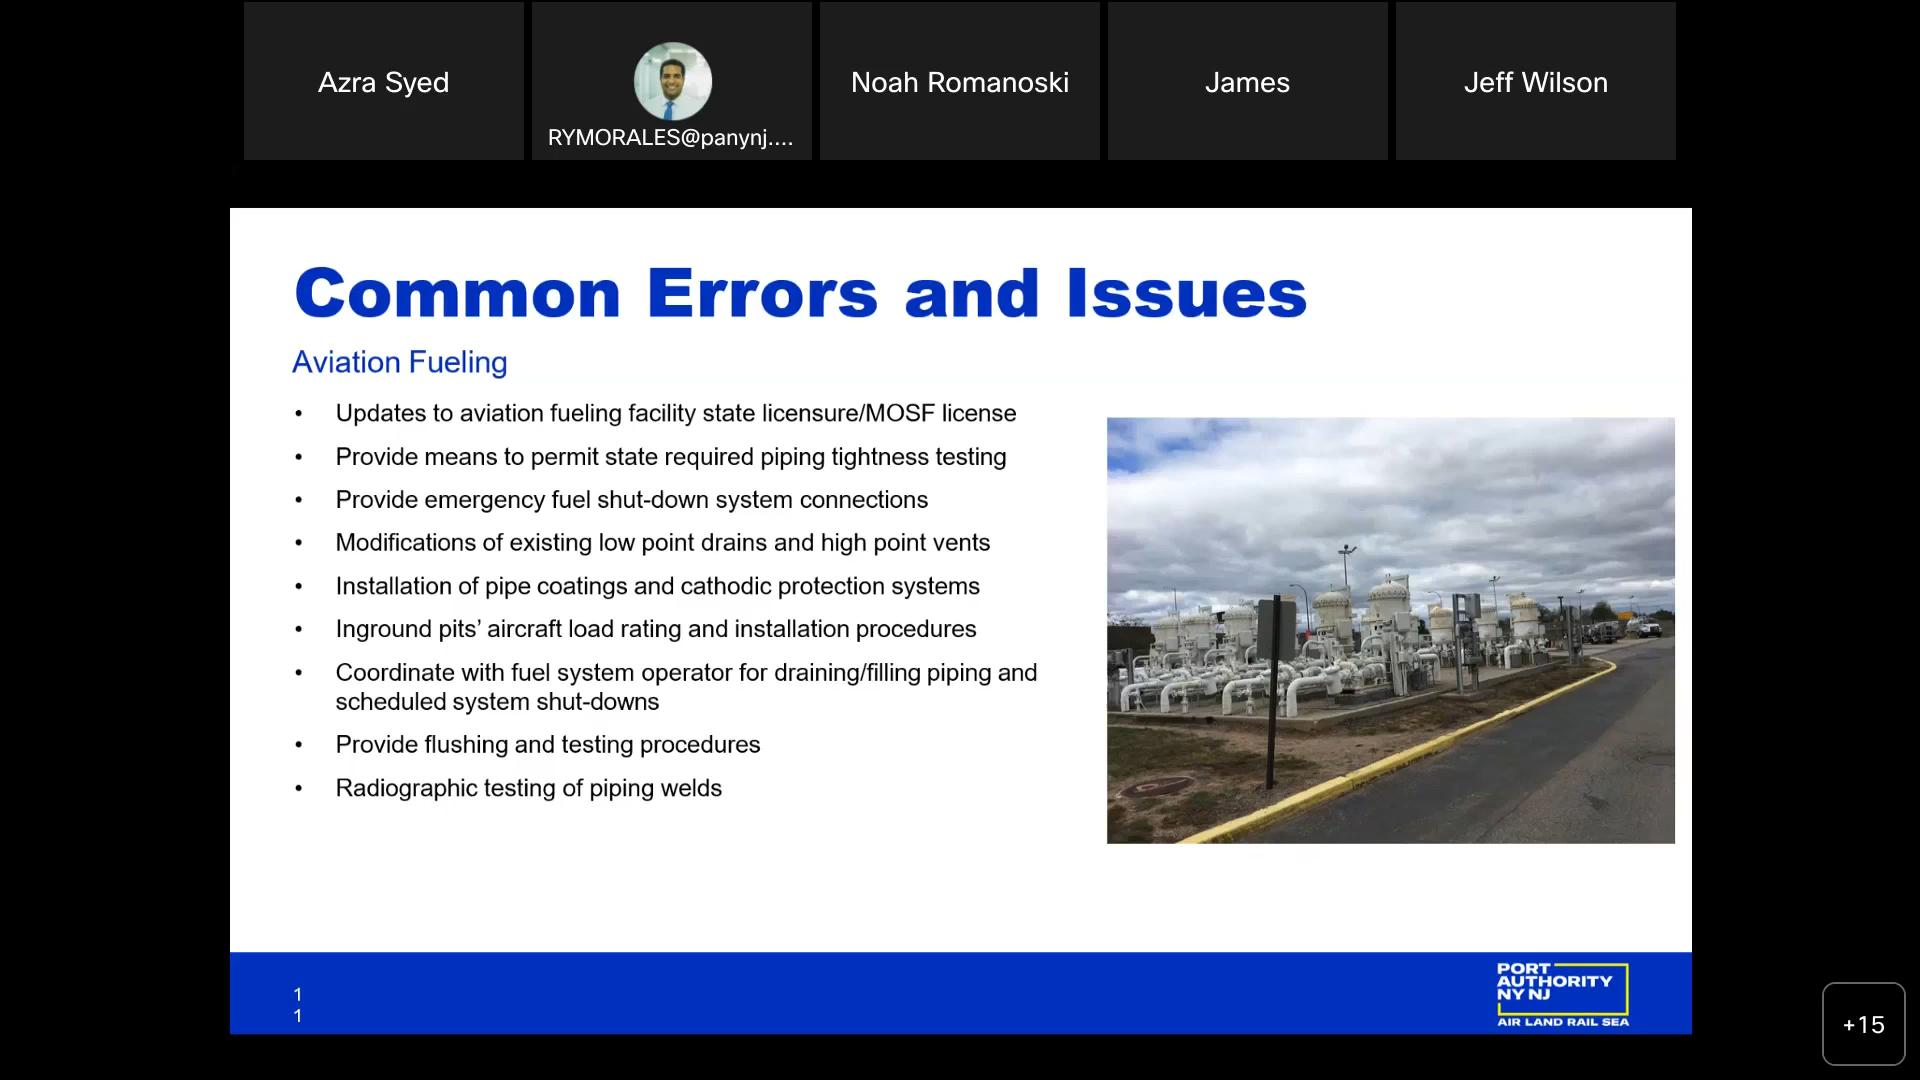 Azra Syed
RYMORALES@panynj....
Noah Romanoski
James
Jeff Wilson
Common Errors and Issues
Aviation Fueling
• Updates to aviation fueling facility state licensure/MOSF license
• Provide means to permit state required piping tightness testing
• Provide emergency fuel shut-down system connections
• Modifications of existing low point drains and high point vents
• Installation of pipe coatings and cathodic protection systems
• Inground pits’ aircraft load rating and installation procedures
• Coordinate with fuel system operator for draining/filling piping and
scheduled system shut-downs
• Provide flushing and testing procedures
• Radiographic testing of piping welds
1
1
PORT
AUTHORITY
NY NJ
AIR LAND RAIL SEA
+15